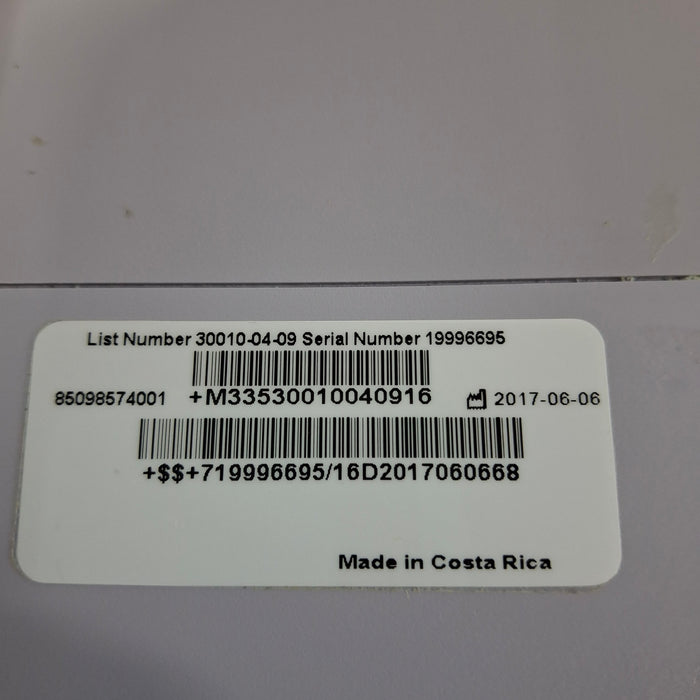 List Number 30010-04-09 Serial Number 19996695
85098574001 +M33530010040916 2017-06-06
+$$+719996695/16D2017060668
Made in Costa Rica